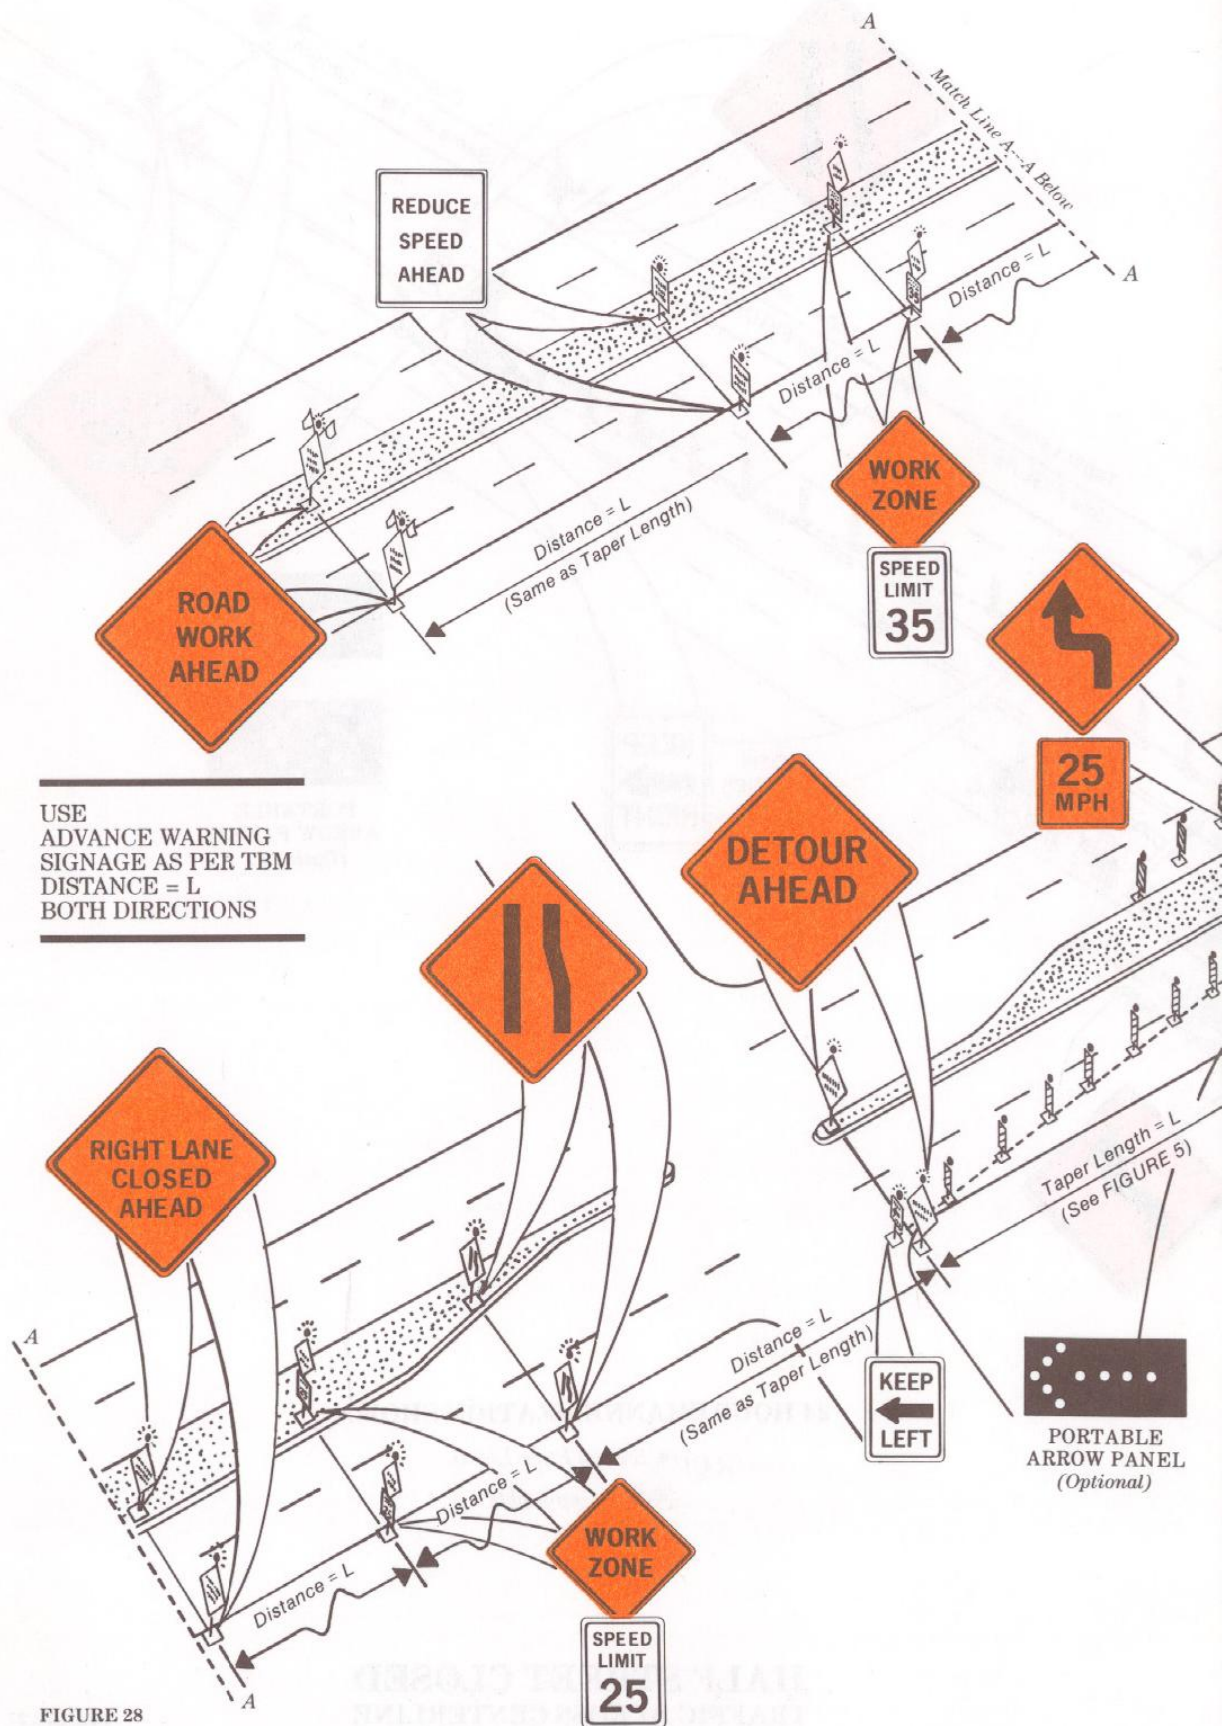 A
Match Line A---A Below
A
REDUCE
SPEED
AHEAD
Distance = L
Distance = L
WORK
ZONE
SPEED
LIMIT
35
Distance = L
(Same as Taper Length)
ROAD
WORK
AHEAD
25
MPH
USE
ADVANCE WARNING
SIGNAGE AS PER TBM
DISTANCE = L
BOTH DIRECTIONS
DETOUR
AHEAD
RIGHT LANE
CLOSED
AHEAD
Taper Length = L
(See FIGURE 5)
A
Distance = L
(Same as Taper Length)
KEEP
LEFT
PORTABLE
ARROW PANEL
(Optional)
Distance = L
WORK
ZONE
Distance = L
SPEED
LIMIT
25
A
FIGURE 28